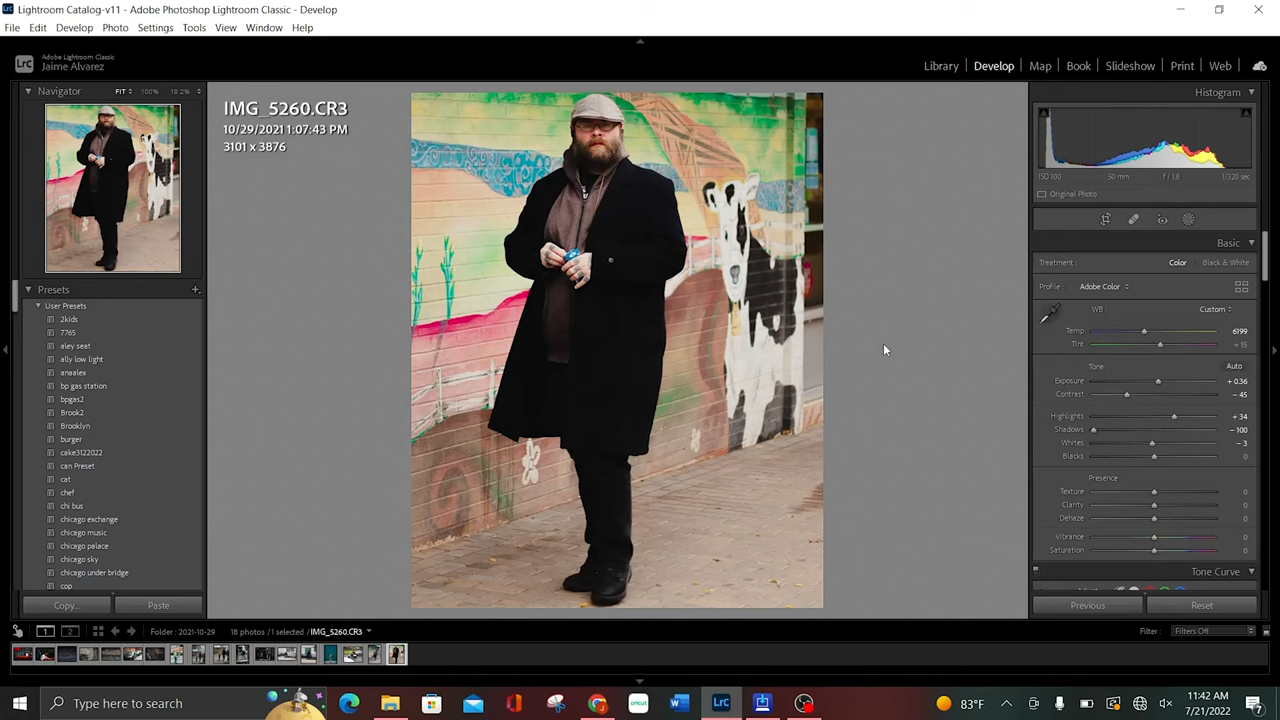 Lightroom Catalog-v11 - Adobe Photoshop Lightroom Classic - Develop
File Edit Develop Photo Settings Tools View Window Help
LrC
Adobe Lightroom Classic
Jaime Alvarez
Library | Develop | Map | Book | Slideshow | Print | Web
Navigator FIT 100% 18.2%
Presets
User Presets
2kids
7765
aley seat
ally low light
anaalex
bp gas station
bpgas2
Brook2
Brooklyn
burger
cake3122022
can Preset
cat
chef
chi bus
chicago exchange
chicago music
chicago palace
chicago sky
chicago under bridge
cop
Copy... Paste
IMG_5260.CR3
10/29/2021 1:07:43 PM
3101 x 3876
Histogram
ISO 100 50 mm f / 1.8 1/320 sec
Original Photo
Basic
Treatment : Color Black & White
Profile : Adobe Color
WB : Custom
Temp 6199
Tint + 15
Tone Auto
Exposure + 0.36
Contrast – 45
Highlights + 34
Shadows – 100
Whites – 3
Blacks 0
Presence
Texture 0
Clarity 0
Dehaze 0
Vibrance 0
Saturation 0
Tone Curve
Previous Reset
1 2 Folder : 2021-10-29 18 photos / 1 selected / IMG_5260.CR3 Filter : Filters Off
Type here to search
cricut
W
LrC
83°F
11:42 AM
7/21/2022